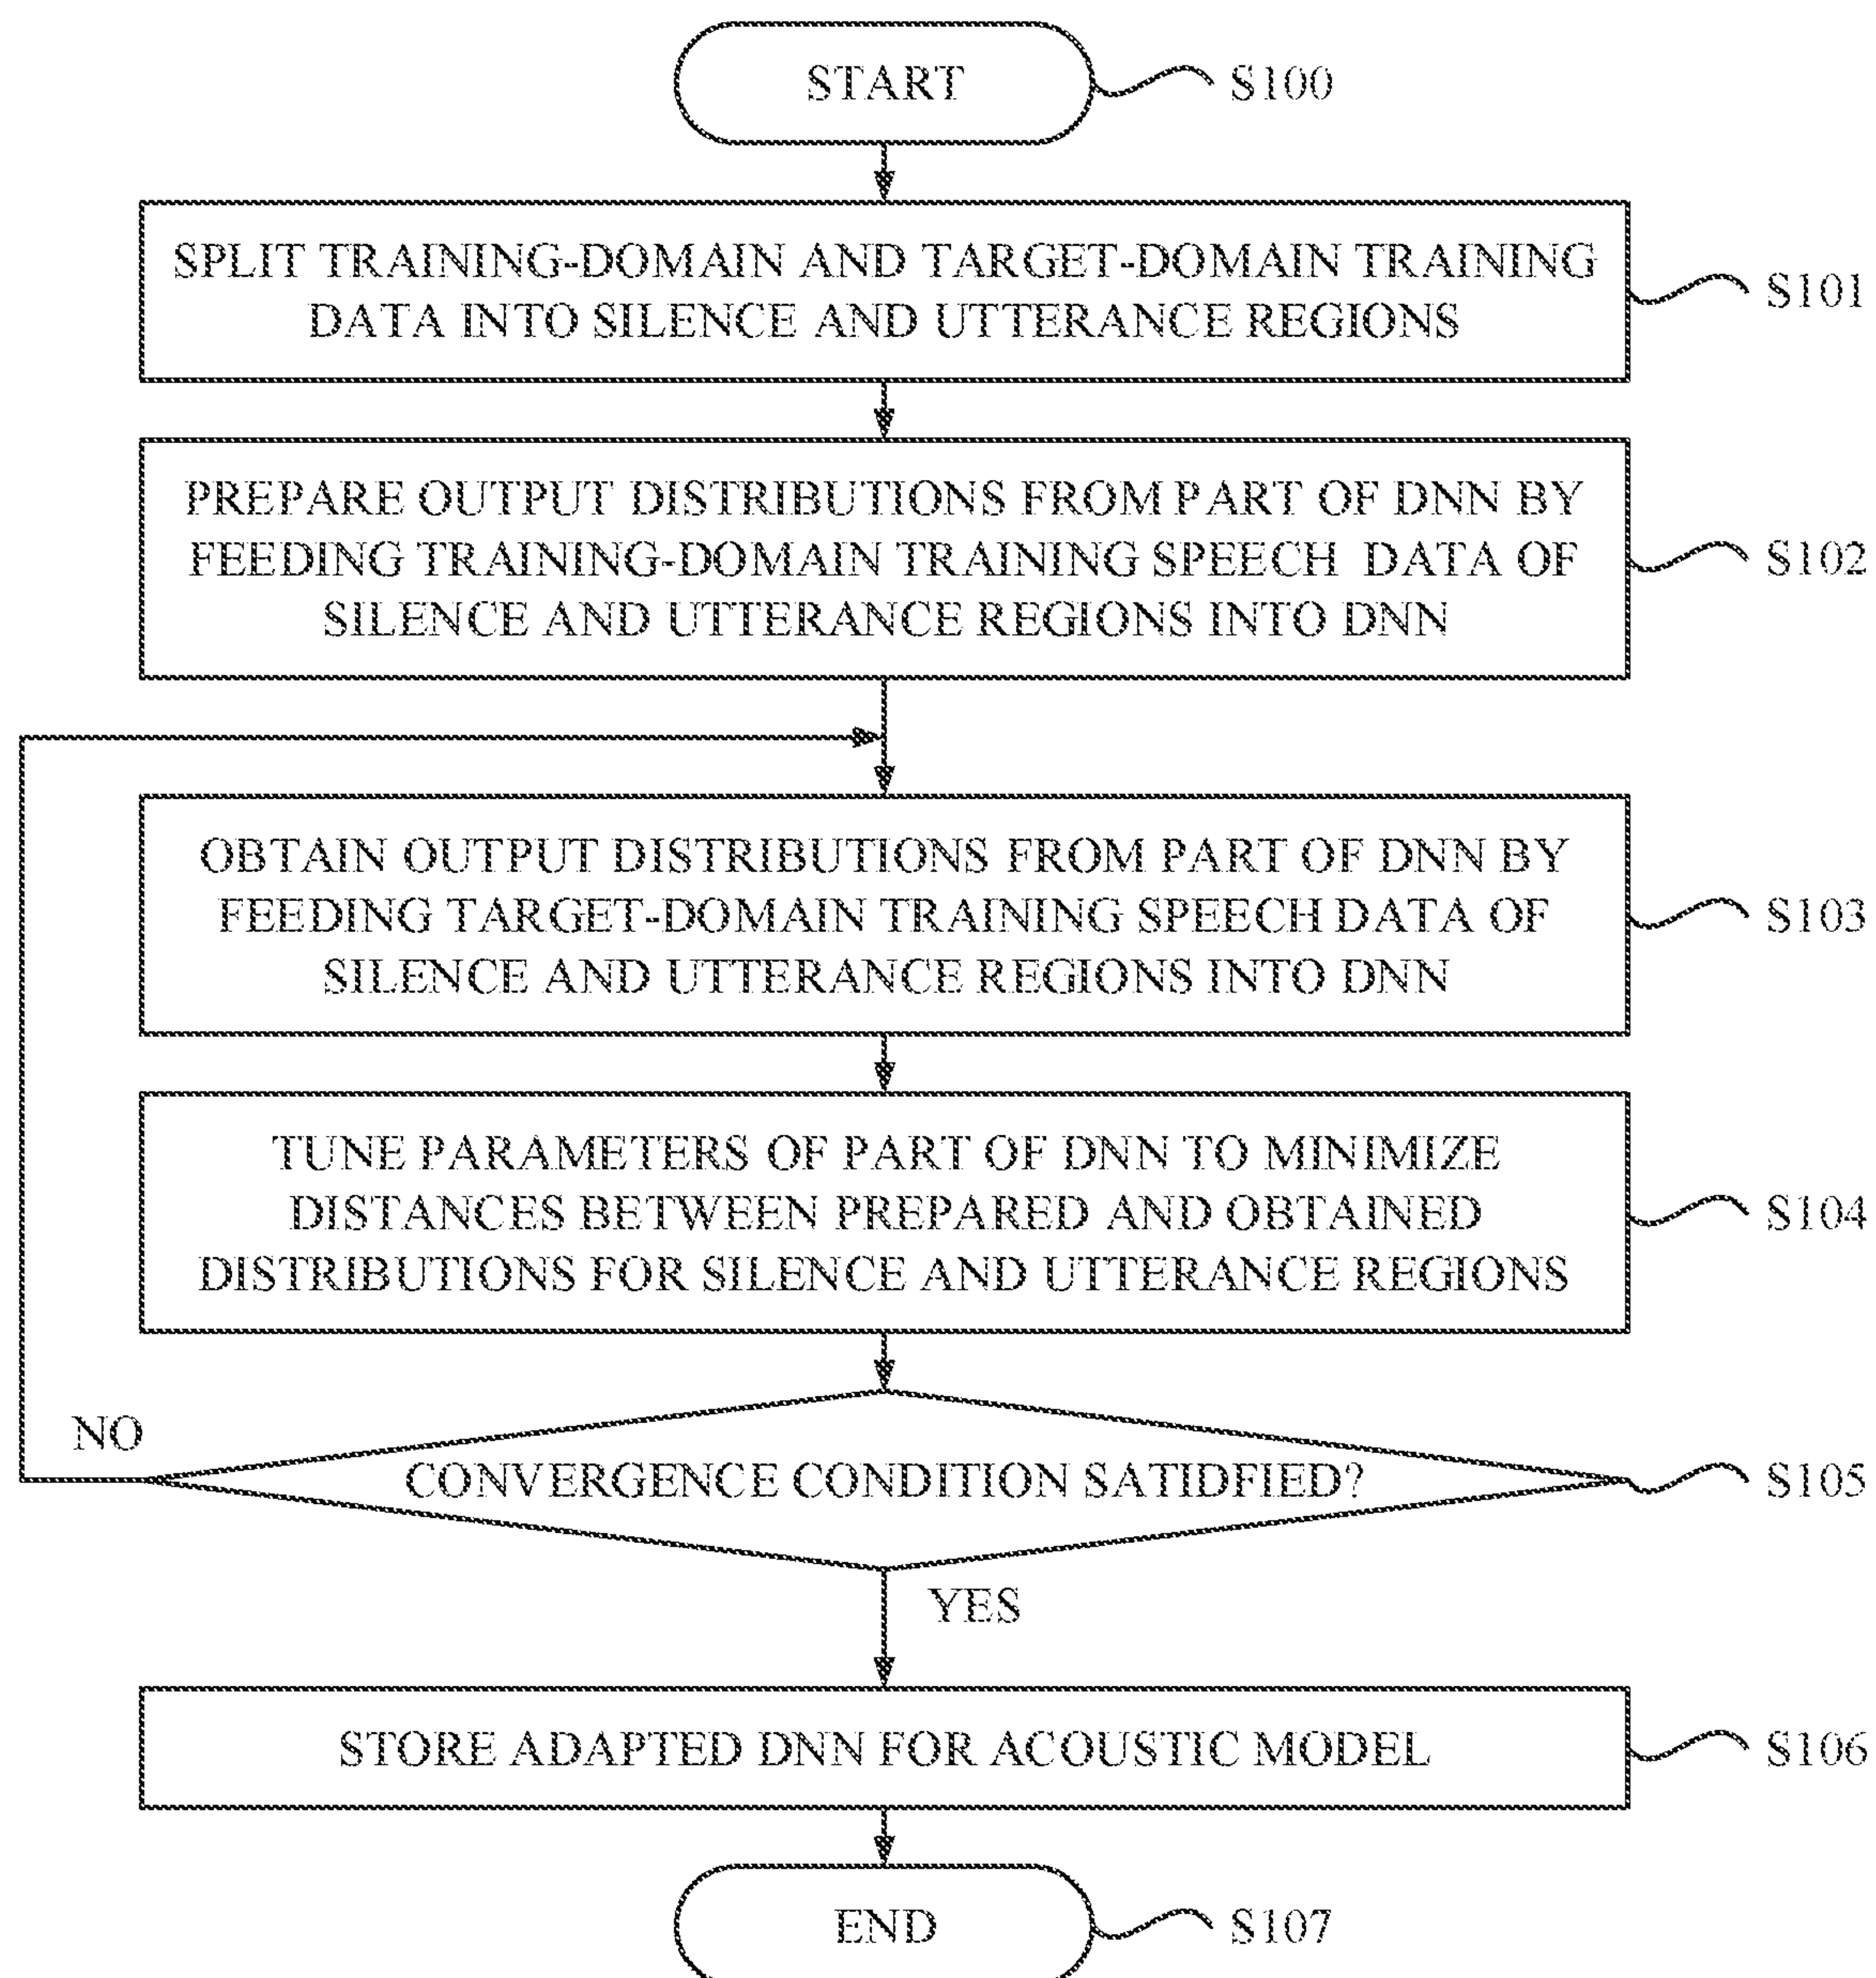 START
S100
SPLIT TRAINING-DOMAIN AND TARGET-DOMAIN TRAINING
DATA INTO SILENCE AND UTTERANCE REGIONS
S101
PREPARE OUTPUT DISTRIBUTIONS FROM PART OF DNN BY
FEEDING TRAINING-DOMAIN TRAINING SPEECH DATA OF
SILENCE AND UTTERANCE REGIONS INTO DNN
S102
OBTAIN OUTPUT DISTRIBUTIONS FROM PART OF DNN BY
FEEDING TARGET-DOMAIN TRAINING SPEECH DATA OF
SILENCE AND UTTERANCE REGIONS INTO DNN
S103
TUNE PARAMETERS OF PART OF DNN TO MINIMIZE
DISTANCES BETWEEN PREPARED AND OBTAINED
DISTRIBUTIONS FOR SILENCE AND UTTERANCE REGIONS
S104
NO
CONVERGENCE CONDITION SATIDFIED?
S105
YES
STORE ADAPTED DNN FOR ACOUSTIC MODEL
S106
END
S107